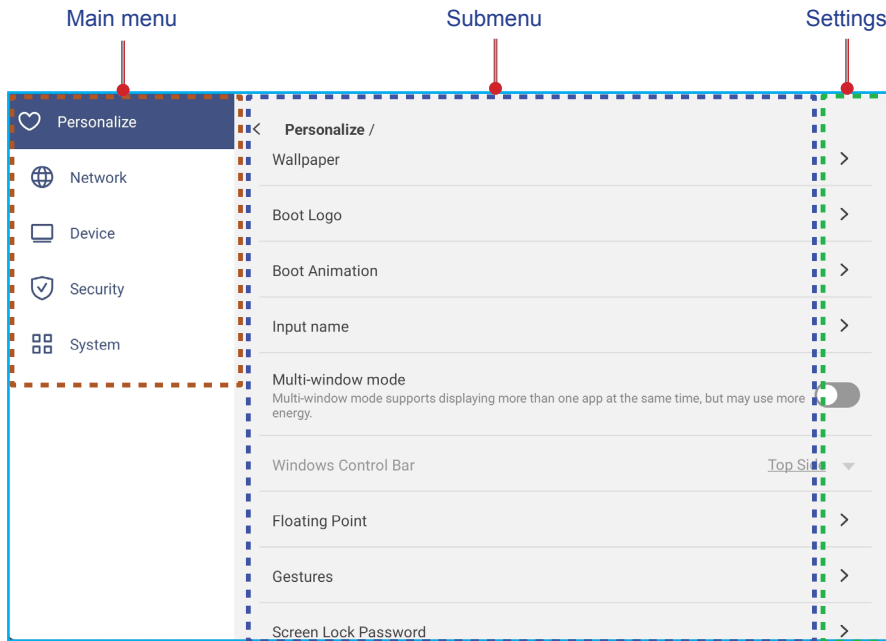 Main menu
Submenu
Settings
Personalize
Network
Device
Security
System
Personalize /
Wallpaper
Boot Logo
Boot Animation
Input name
Multi-window mode
Multi-window mode supports displaying more than one app at the same time, but may use more
energy.
Windows Control Bar
Top Side
Floating Point
Gestures
Screen Lock Password